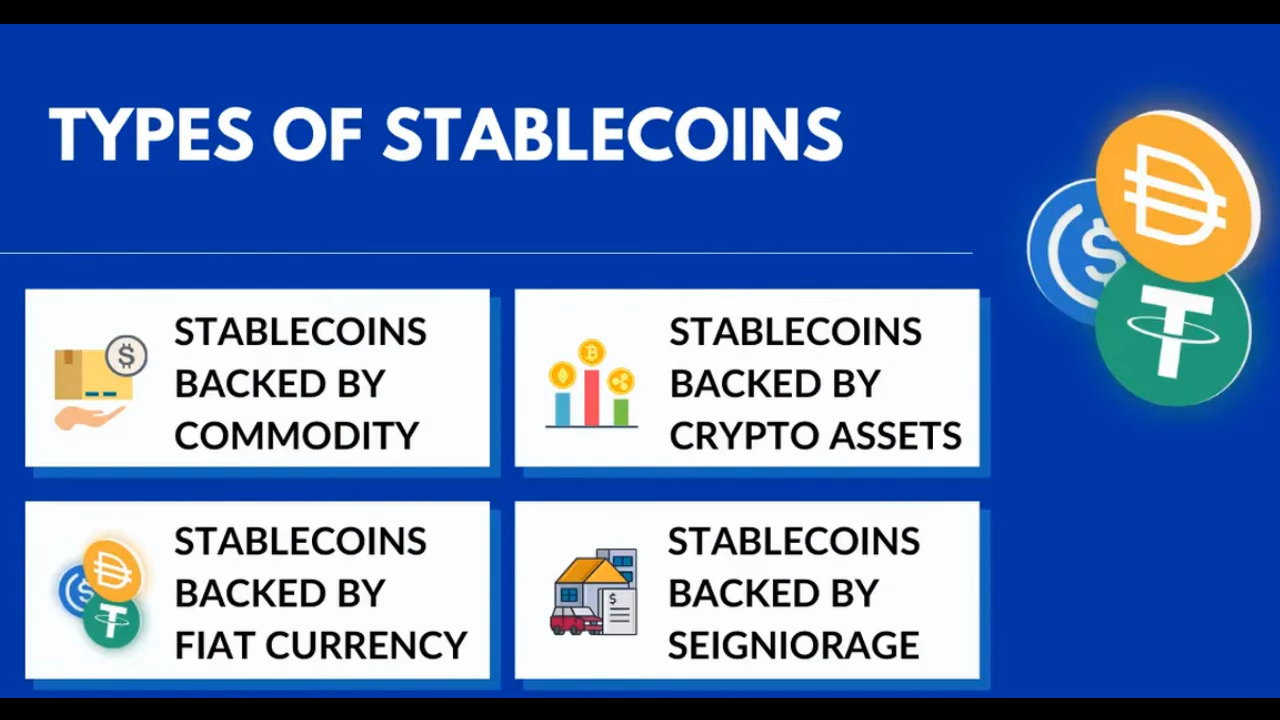 TYPES OF STABLECOINS
STABLECOINS
BACKED BY
COMMODITY
STABLECOINS
BACKED BY
CRYPTO ASSETS
STABLECOINS
BACKED BY
FIAT CURRENCY
STABLECOINS
BACKED BY
SEIGNIORAGE